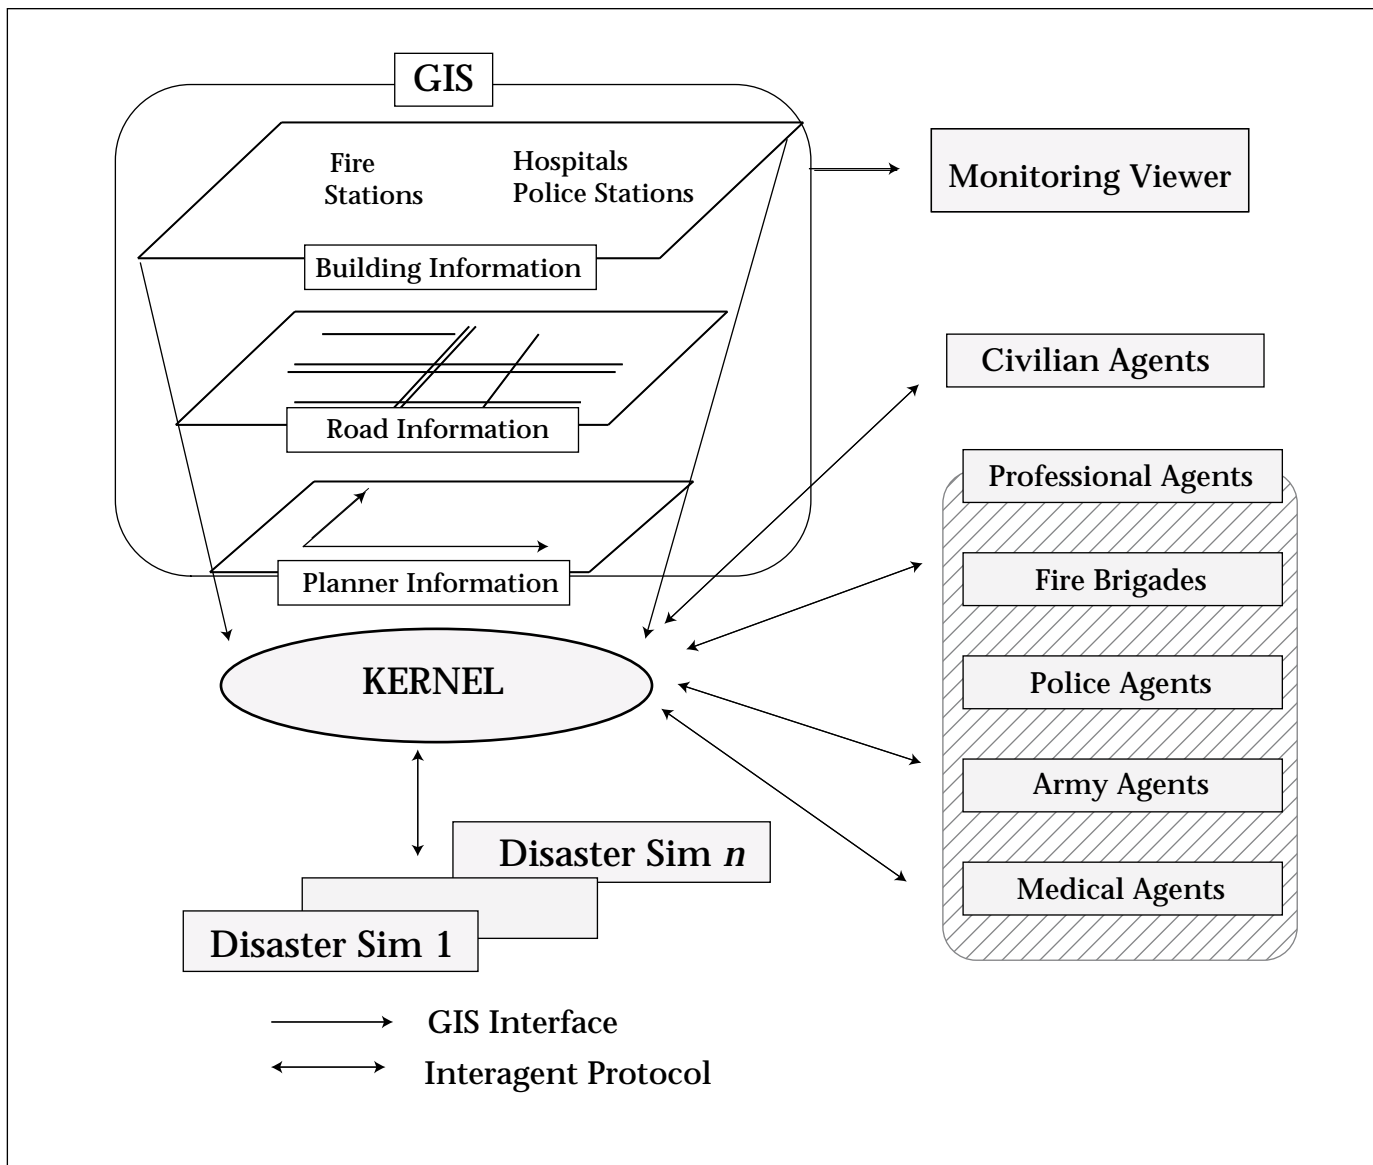 GIS
Fire
Stations
Hospitals
Police Stations
Building Information
Road Information
Planner Information
Monitoring Viewer
Civilian Agents
Professional Agents
Fire Brigades
Police Agents
Army Agents
Medical Agents
KERNEL
Disaster Sim n
Disaster Sim 1
GIS Interface
Interagent Protocol